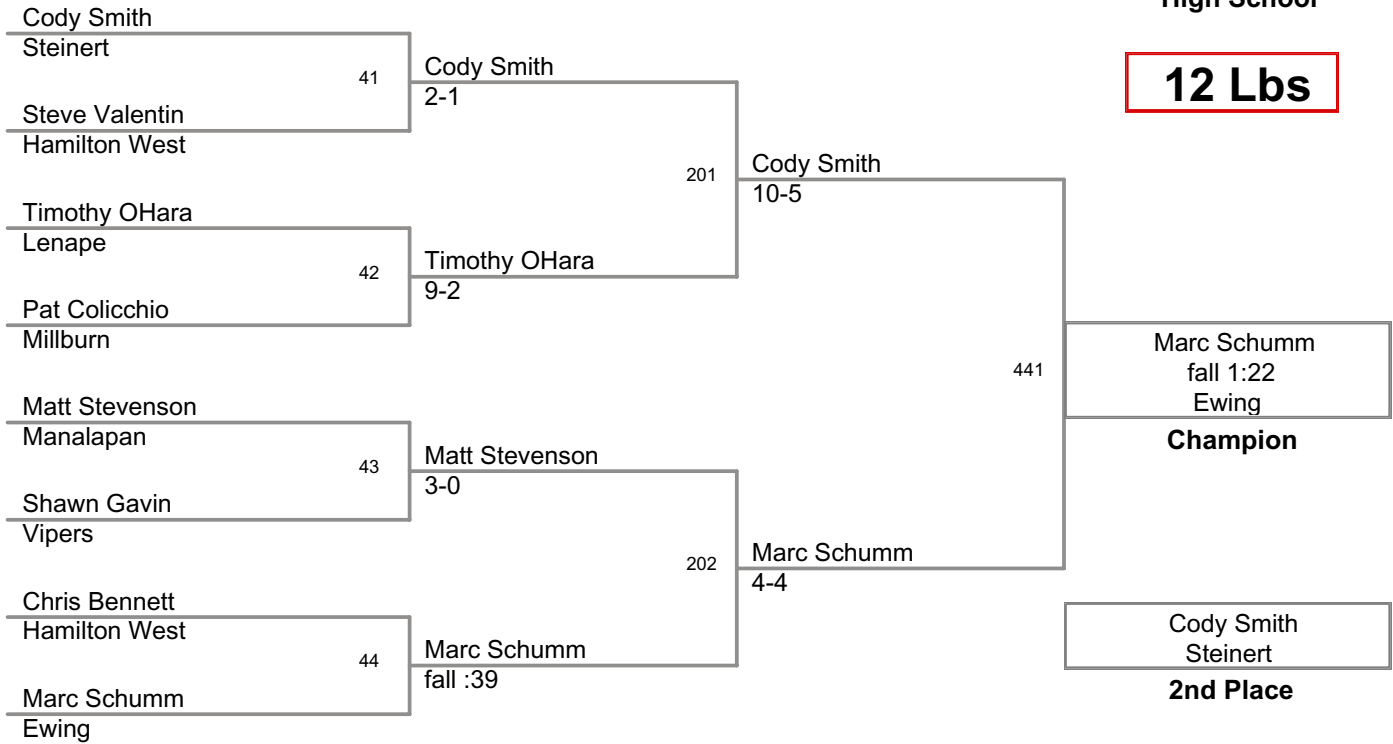 High School
12 Lbs
Cody Smith
Steinert
41
Steve Valentin
Hamilton West
Cody Smith
2-1
Timothy OHara
Lenape
42
Pat Colicchio
Millburn
Timothy OHara
9-2
201
Cody Smith
10-5
Matt Stevenson
Manalapan
43
Shawn Gavin
Vipers
Matt Stevenson
3-0
Chris Bennett
Hamilton West
44
Marc Schumm
Ewing
Marc Schumm
fall :39
202
Marc Schumm
4-4
441
Marc Schumm
fall 1:22
Ewing
Champion
Cody Smith
Steinert
2nd Place